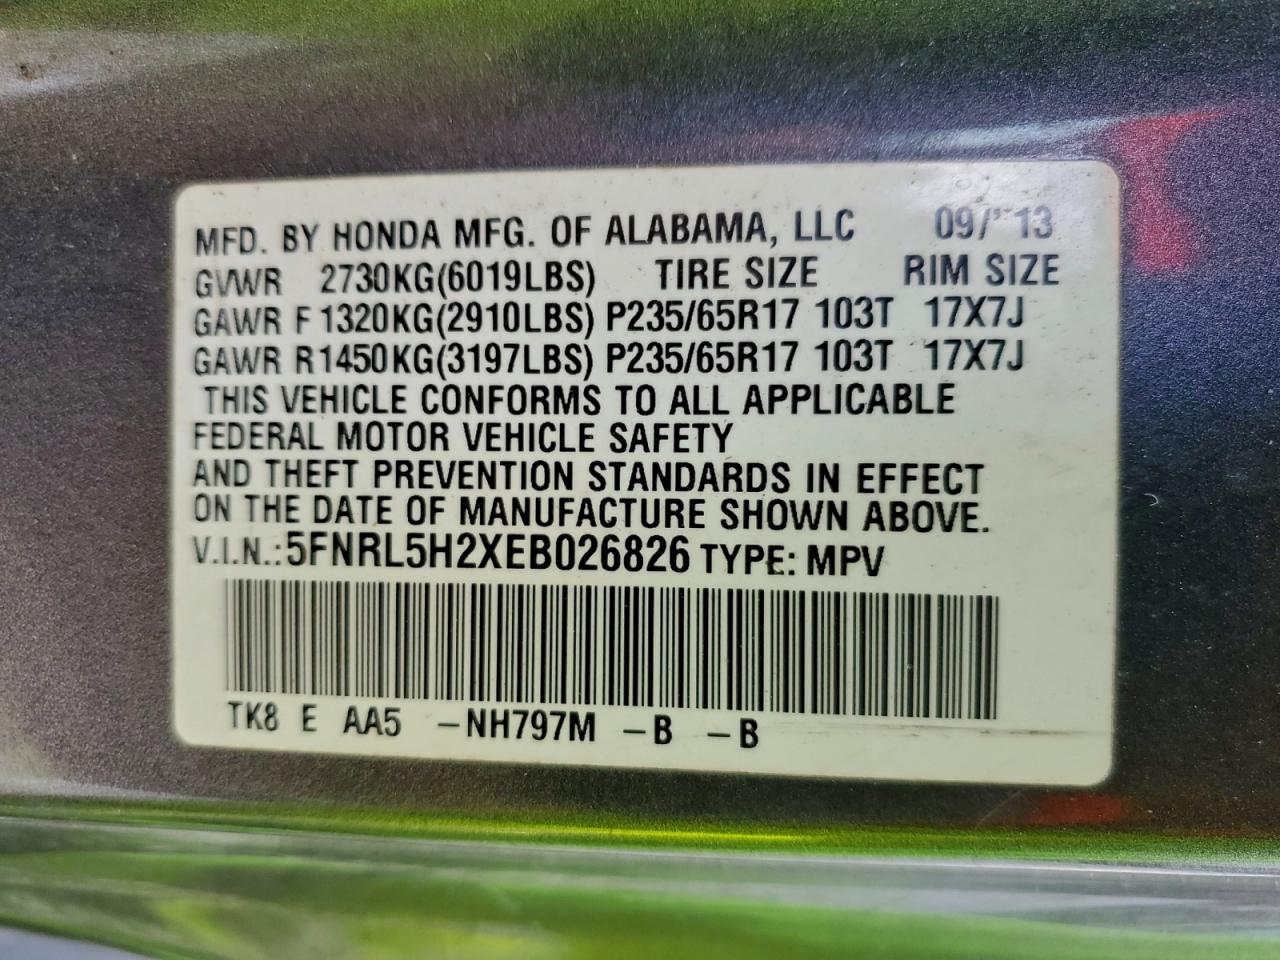 MFD. BY HONDA MFG. OF ALABAMA, LLC 09/'13
GVWR 2730KG(6019LBS) TIRE SIZE RIM SIZE
GAWR F 1320KG(2910LBS) P235/65R17 103T 17X7J
GAWR R1450KG(3197LBS) P235/65R17 103T 17X7J
THIS VEHICLE CONFORMS TO ALL APPLICABLE
FEDERAL MOTOR VEHICLE SAFETY
AND THEFT PREVENTION STANDARDS IN EFFECT
ON THE DATE OF MANUFACTURE SHOWN ABOVE.
V.I.N.: 5FNRL5H2XEB026826 TYPE: MPV
TK8 E AA5 -NH797M -B -B